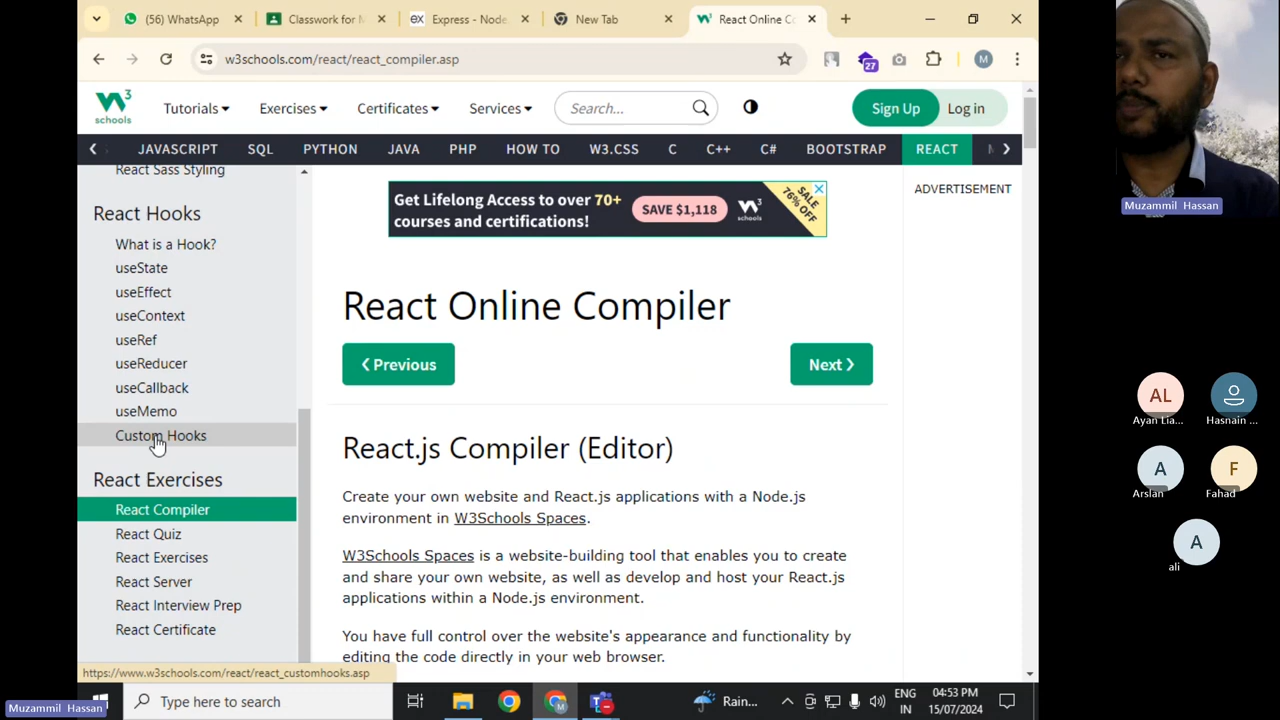 (56) WhatsApp
Classwork for M
Express - Node
New Tab
React Online Co
w3schools.com/react/react_compiler.asp
27
M
W3
schools
Tutorials
Exercises
Certificates
Services
Search...
Sign Up
Log in
JAVASCRIPT
SQL
PYTHON
JAVA
PHP
HOW TO
W3.CSS
C
C++
C#
BOOTSTRAP
REACT
React Sass Styling
React Hooks
What is a Hook?
useState
useEffect
useContext
useRef
useReducer
useCallback
useMemo
Custom Hooks
React Exercises
React Compiler
React Quiz
React Exercises
React Server
React Interview Prep
React Certificate
https://www.w3schools.com/react/react_customhooks.asp
Get Lifelong Access to over 70+
courses and certifications!
SAVE $1,118
W3
schools
SALE
76% OFF
ADVERTISEMENT
React Online Compiler
❮ Previous
Next ❯
React.js Compiler (Editor)
Create your own website and React.js applications with a Node.js
environment in W3Schools Spaces.
W3Schools Spaces is a website-building tool that enables you to create
and share your own website, as well as develop and host your React.js
applications within a Node.js environment.
You have full control over the website's appearance and functionality by
editing the code directly in your web browser.
Muzammil Hassan
AL
Ayan Lia...
Hasnain ...
A
Arslan
F
Fahad
A
ali
Muzammil Hassan
Type here to search
Rain...
ENG
IN
04:53 PM
15/07/2024